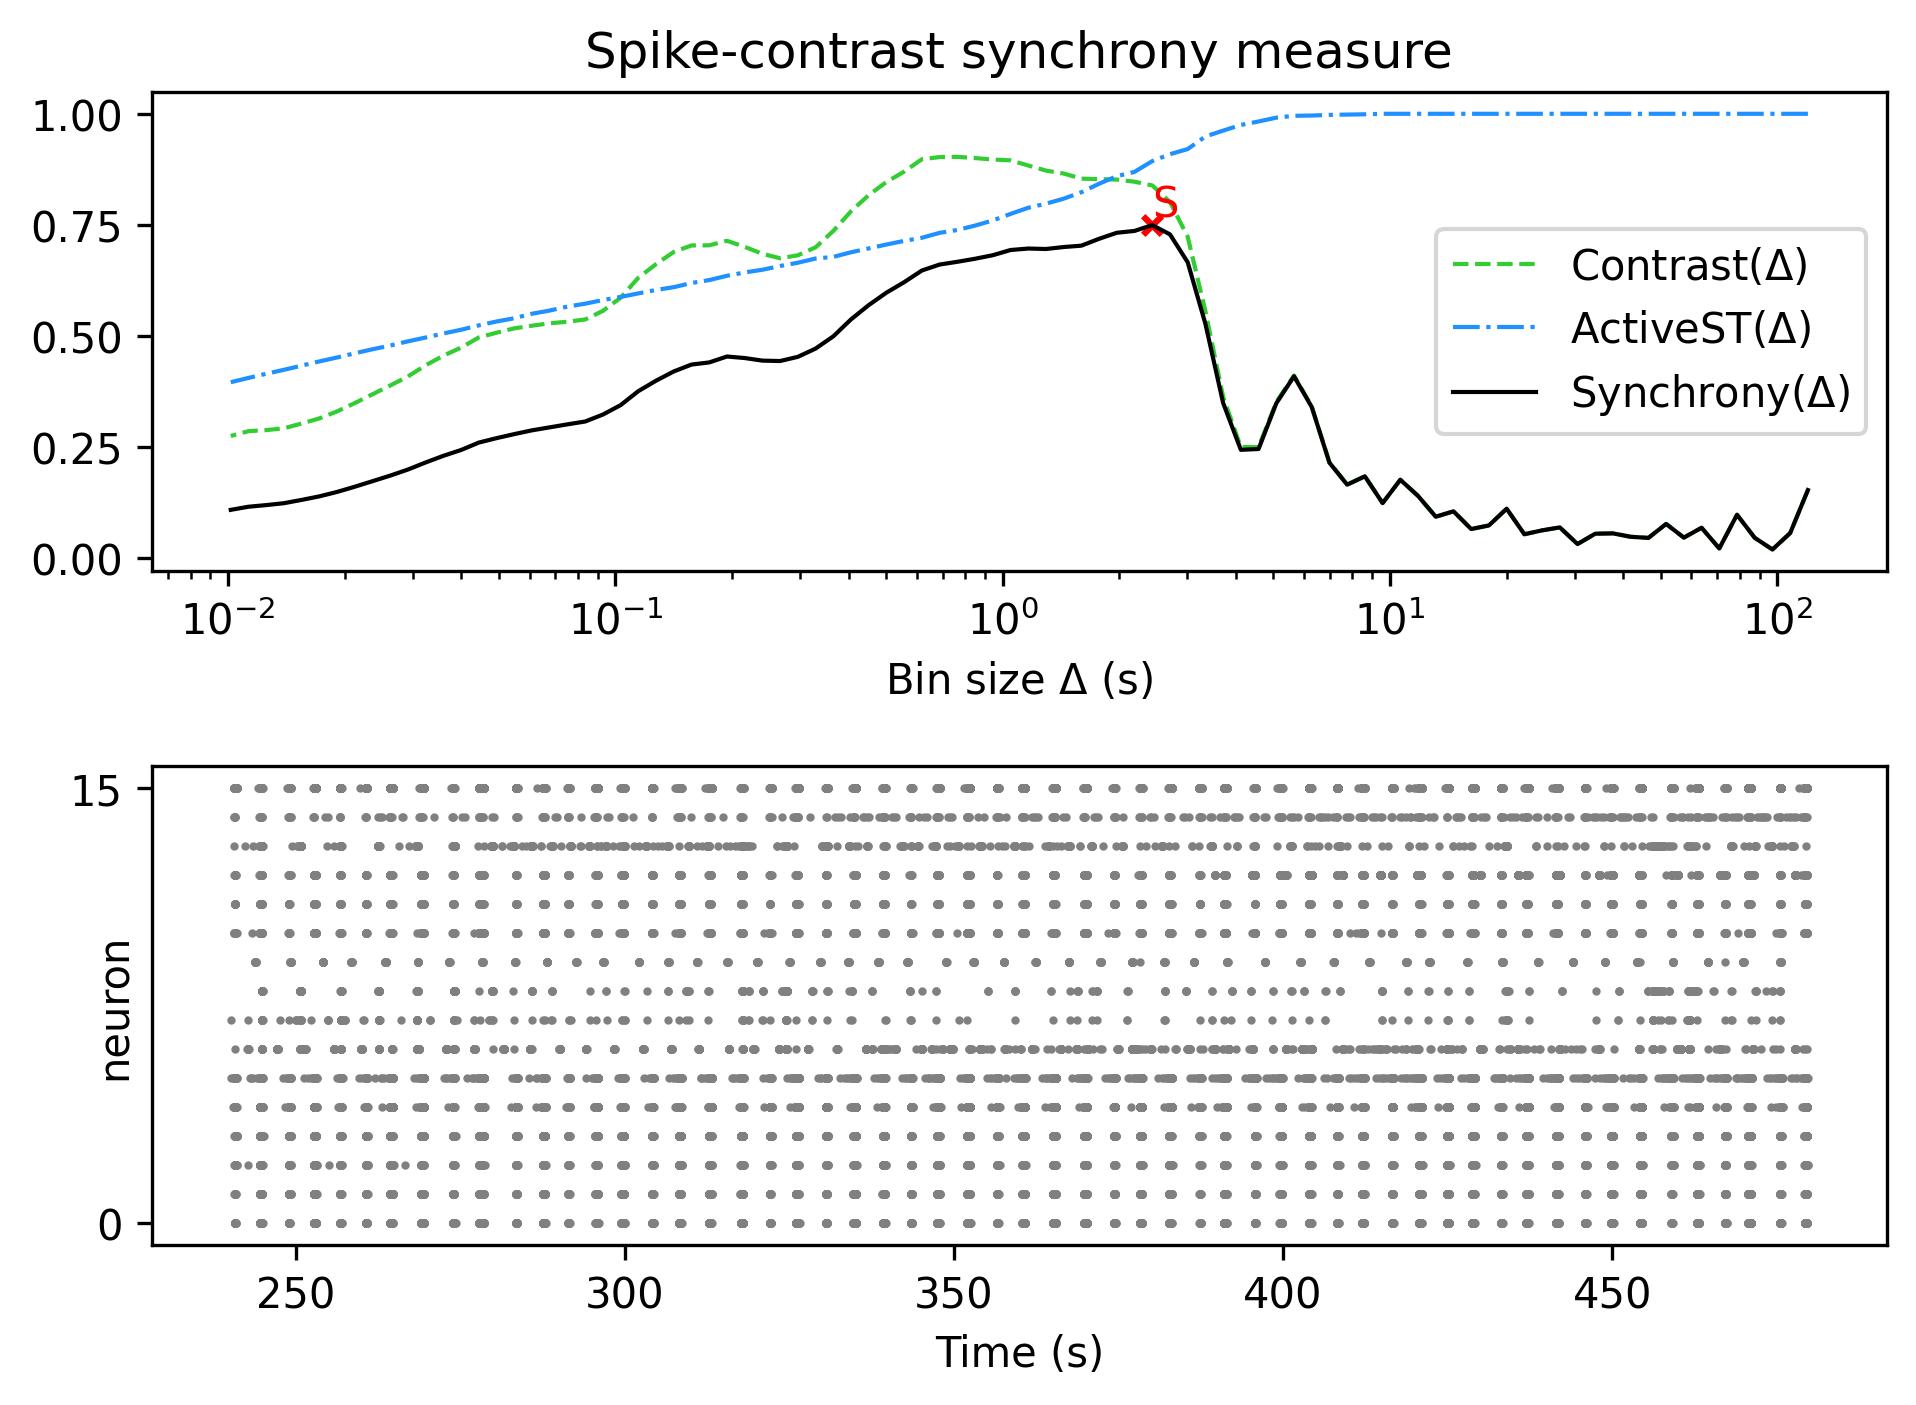 Spike-contrast synchrony measure
1.00
0.75
0.50
0.25
0.00
S
Contrast(Δ)
ActiveST(Δ)
Synchrony(Δ)
10⁻² 10⁻¹ 10⁰ 10¹ 10²
Bin size Δ (s)
15
0
neuron
250 300 350 400 450
Time (s)